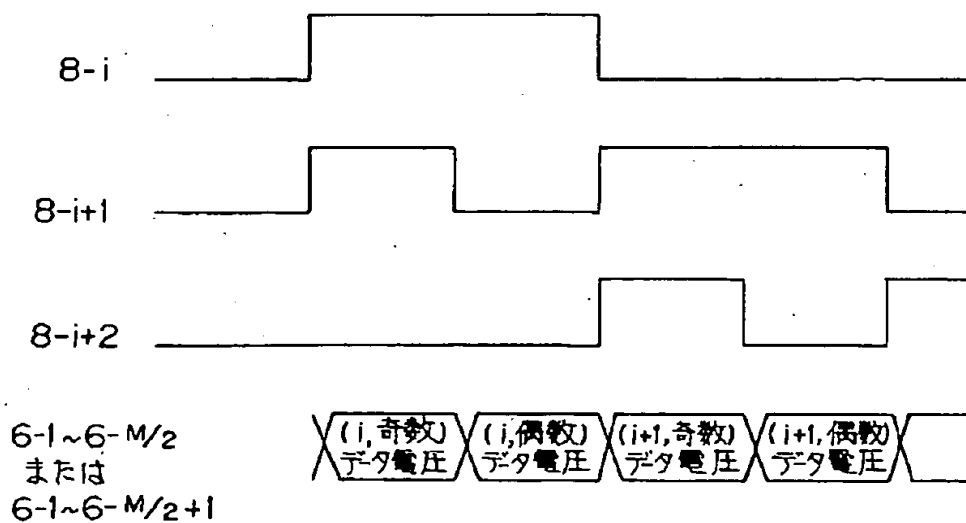 8-i
8-i+1
8-i+2
6-1~6-M/2
または
6-1~6-M/2+1
(i,奇数)
データ電圧
(i,偶数)
データ電圧
(i+1,奇数)
データ電圧
(i+1,偶数)
データ電圧